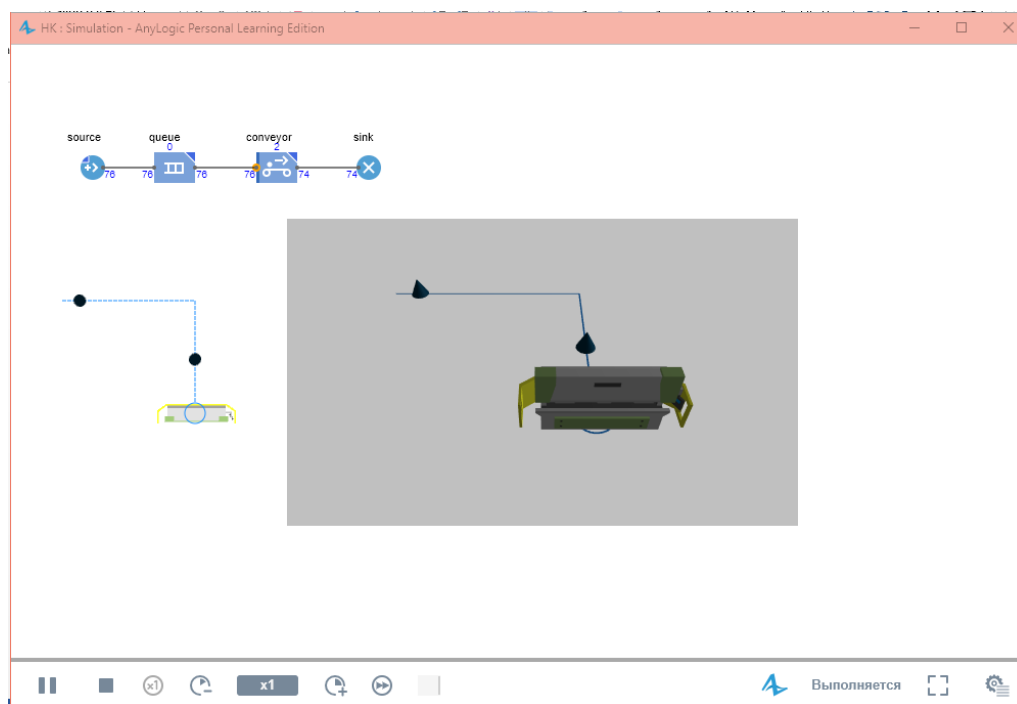 HK : Simulation - AnyLogic Personal Learning Edition
source queue conveyor sink
0 2
76 76 76 76 74 74
x1 x1 Выполняется